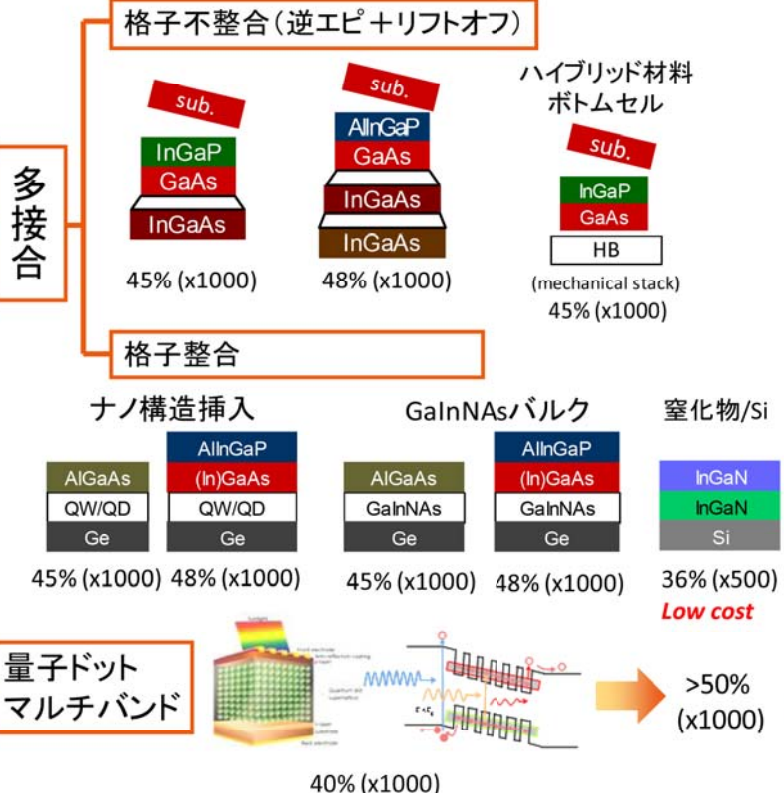 格子不整合(逆エピ+リフトオフ)
ハイブリッド材料
ボトムセル
多接合
sub.
InGaP
GaAs
InGaAs
45% (x1000)
sub.
AlInGaP
GaAs
InGaAs
InGaAs
48% (x1000)
sub.
InGaP
GaAs
HB
(mechanical stack)
45% (x1000)
格子整合
ナノ構造挿入
GaInNAsバルク
窒化物/Si
AlGaAs
QW/QD
Ge
45% (x1000)
AlInGaP
(In)GaAs
QW/QD
Ge
48% (x1000)
AlGaAs
GaInNAs
Ge
45% (x1000)
AlInGaP
(In)GaAs
GaInNAs
Ge
48% (x1000)
InGaN
InGaN
Si
36% (x500)
Low cost
量子ドット
マルチバンド
>50%
(x1000)
40% (x1000)